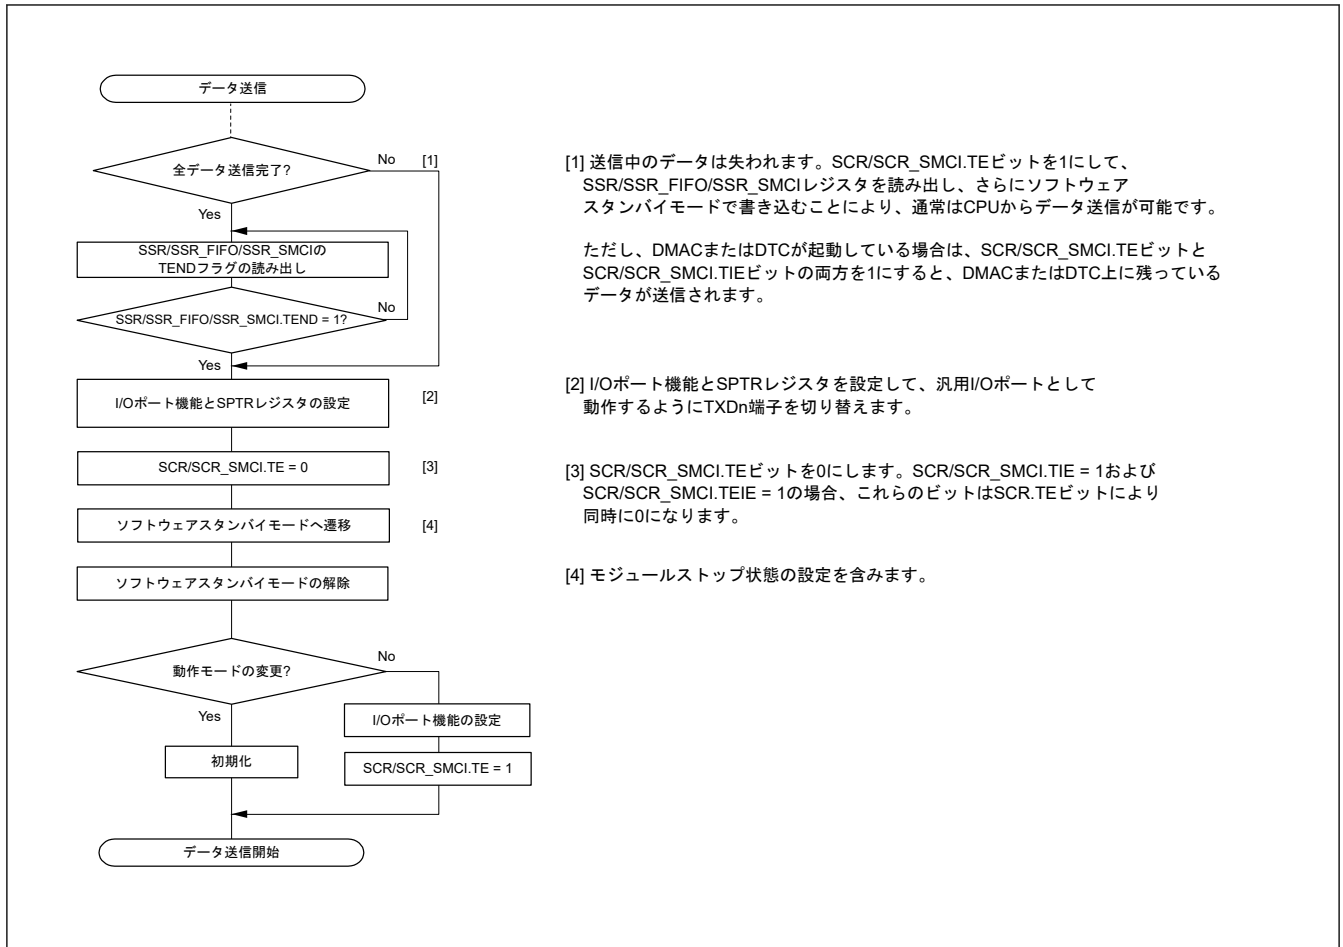 データ送信
全データ送信完了?
No
[1]
Yes
SSR/SSR_FIFO/SSR_SMCIの
TENDフラグの読み出し
No
SSR/SSR_FIFO/SSR_SMCI.TEND = 1?
Yes
I/Oポート機能とSPTRレジスタの設定
[2]
SCR/SCR_SMCI.TE = 0
[3]
ソフトウェアスタンバイモードへ遷移
[4]
ソフトウェアスタンバイモードの解除
動作モードの変更?
No
Yes
I/Oポート機能の設定
初期化
SCR/SCR_SMCI.TE = 1
データ送信開始
[1] 送信中のデータは失われます。SCR/SCR_SMCI.TEビットを1にして、
SSR/SSR_FIFO/SSR_SMCIレジスタを読み出し、さらにソフトウェア
スタンバイモードで書き込むことにより、通常はCPUからデータ送信が可能です。
ただし、DMACまたはDTCが起動している場合は、SCR/SCR_SMCI.TEビットと
SCR/SCR_SMCI.TIEビットの両方を1にすると、DMACまたはDTC上に残っている
データが送信されます。
[2] I/Oポート機能とSPTRレジスタを設定して、汎用I/Oポートとして
動作するようにTXDn端子を切り替えます。
[3] SCR/SCR_SMCI.TEビットを0にします。SCR/SCR_SMCI.TIE = 1および
SCR/SCR_SMCI.TEIE = 1の場合、これらのビットはSCR.TEビットにより
同時に0になります。
[4] モジュールストップ状態の設定を含みます。